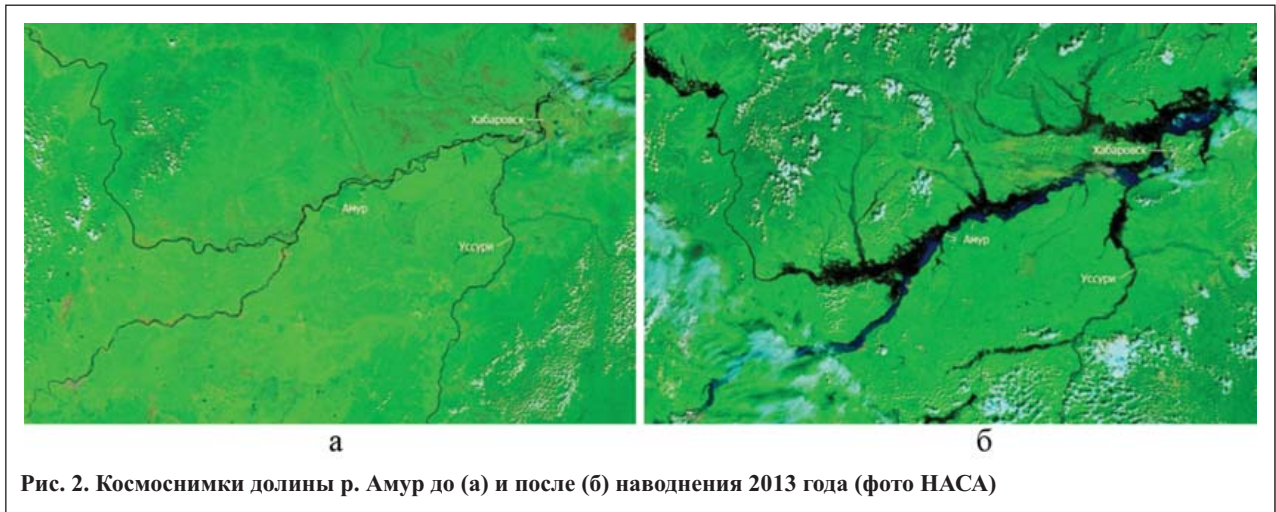 Хабаровск
Амур
Уссури
Хабаровск
Амур
Уссури
а
б
Рис. 2. Космоснимки долины р. Амур до (а) и после (б) наводнения 2013 года (фото НАСА)